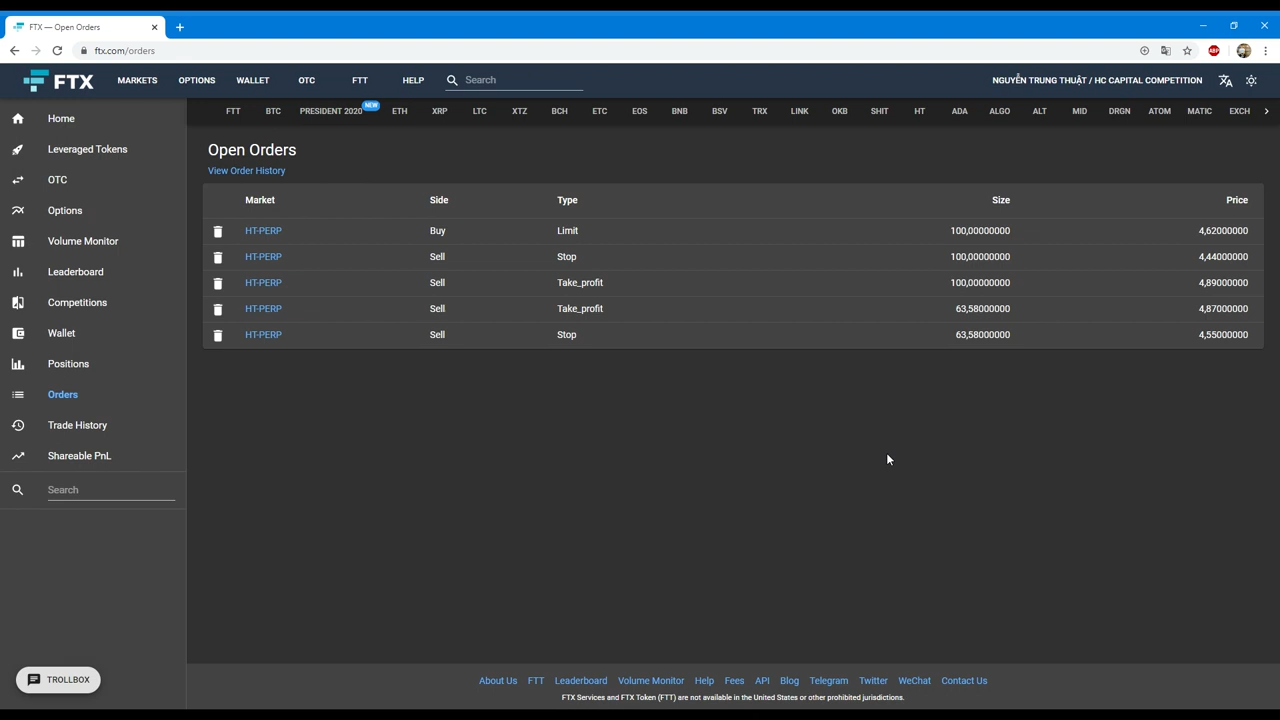 FTX — Open Orders
ftx.com/orders
ABP
FTX MARKETS OPTIONS WALLET OTC FTT HELP Search NGUYỄN TRUNG THUẬT / HC CAPITAL COMPETITION
FTT BTC PRESIDENT 2020 NEW ETH XRP LTC XTZ BCH ETC EOS BNB BSV TRX LINK OKB SHIT HT ADA ALGO ALT MID DRGN ATOM MATIC EXCH
Home
Leveraged Tokens
OTC
Options
Volume Monitor
Leaderboard
Competitions
Wallet
Positions
Orders
Trade History
Shareable PnL
Search
TROLLBOX
Open Orders
View Order History
Market Side Type Size Price
HT-PERP Buy Limit 100,00000000 4,62000000
HT-PERP Sell Stop 100,00000000 4,44000000
HT-PERP Sell Take_profit 100,00000000 4,89000000
HT-PERP Sell Take_profit 63,58000000 4,87000000
HT-PERP Sell Stop 63,58000000 4,55000000
About Us FTT Leaderboard Volume Monitor Help Fees API Blog Telegram Twitter WeChat Contact Us
FTX Services and FTX Token (FTT) are not available in the United States or other prohibited jurisdictions.